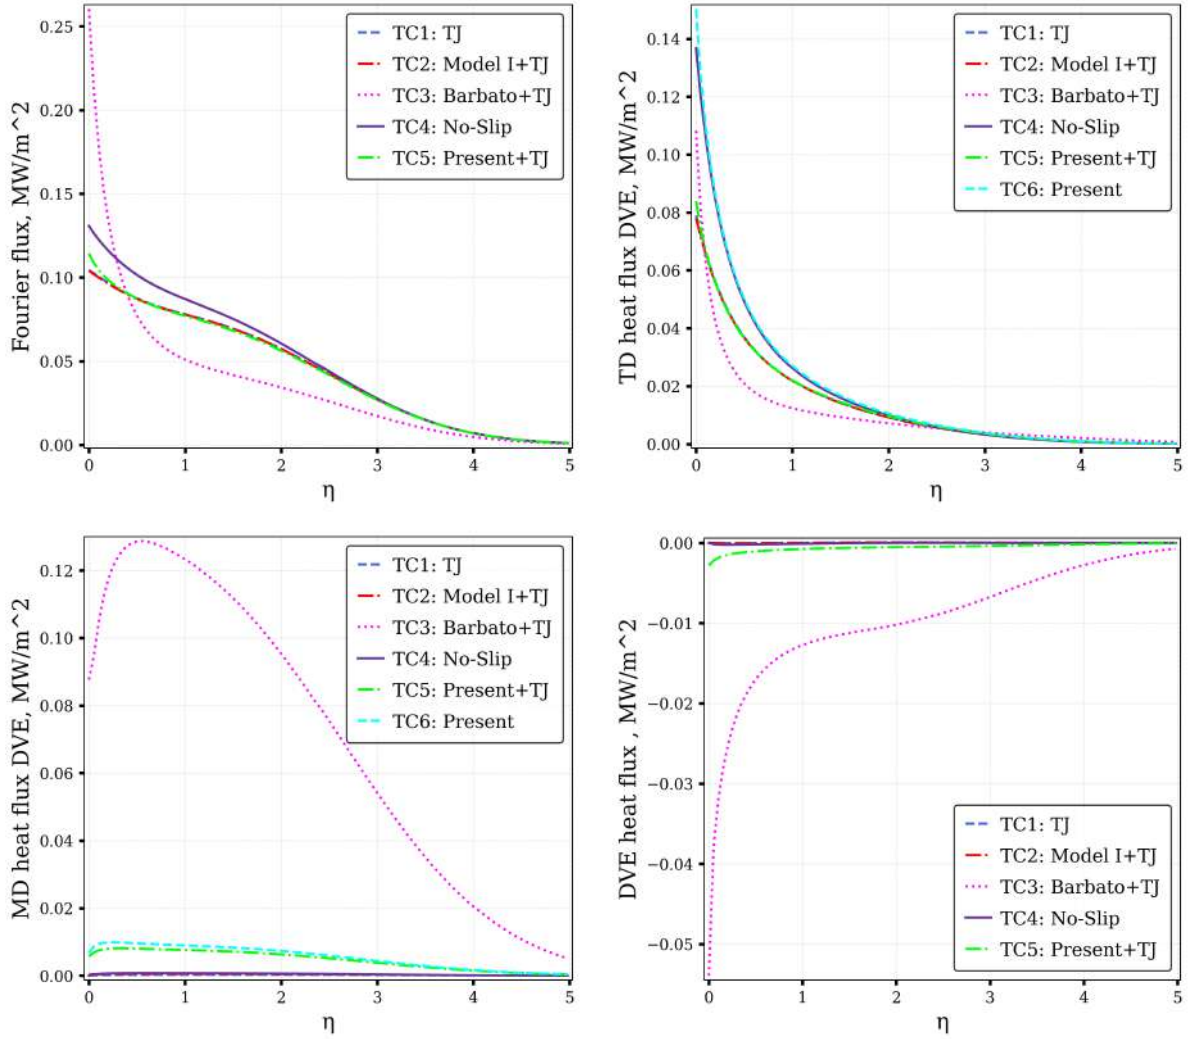 Fourier flux, MW/m^2
0.25
0.20
0.15
0.10
0.05
0.00
0 1 2 3 4 5
η
TC1: TJ
TC2: Model I+TJ
TC3: Barbato+TJ
TC4: No-Slip
TC5: Present+TJ
TD heat flux DVE, MW/m^2
0.14
0.12
0.10
0.08
0.06
0.04
0.02
0.00
0 1 2 3 4 5
η
TC1: TJ
TC2: Model I+TJ
TC3: Barbato+TJ
TC4: No-Slip
TC5: Present+TJ
TC6: Present
MD heat flux DVE, MW/m^2
0.12
0.10
0.08
0.06
0.04
0.02
0.00
0 1 2 3 4 5
η
TC1: TJ
TC2: Model I+TJ
TC3: Barbato+TJ
TC4: No-Slip
TC5: Present+TJ
TC6: Present
DVE heat flux , MW/m^2
0.00
−0.01
−0.02
−0.03
−0.04
−0.05
0 1 2 3 4 5
η
TC1: TJ
TC2: Model I+TJ
TC3: Barbato+TJ
TC4: No-Slip
TC5: Present+TJ